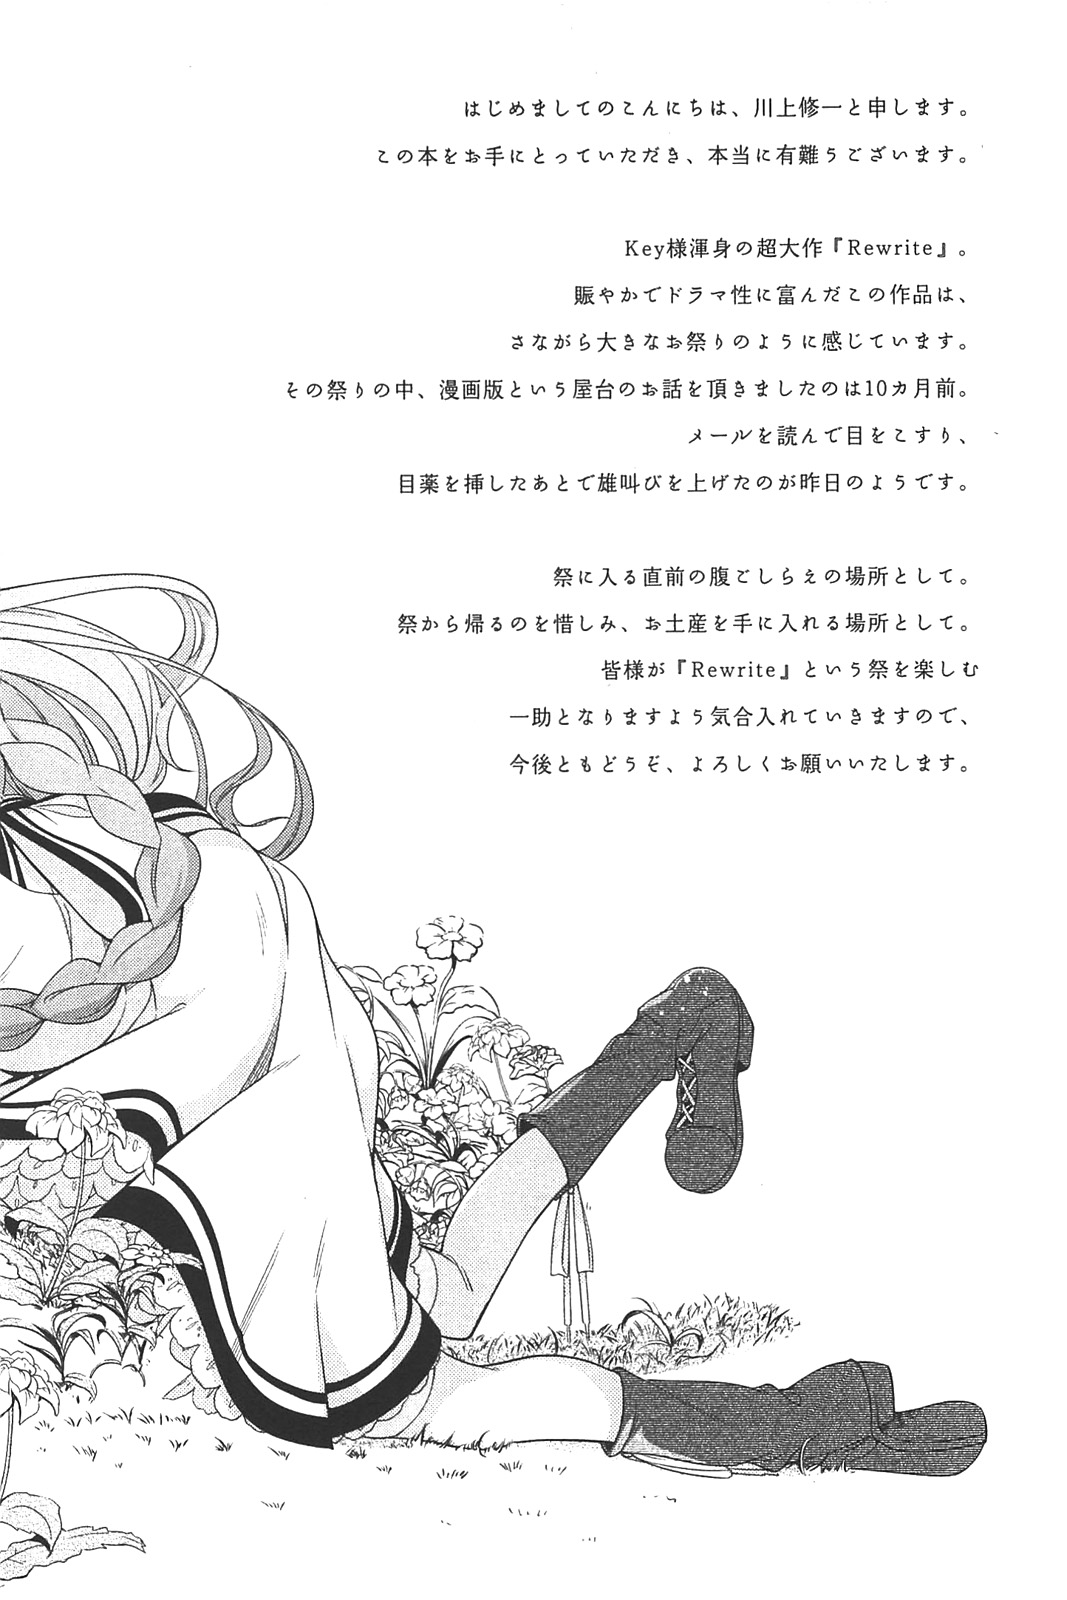 はじめましてのこんにちは、川上修一と申します。
この本をお手にとっていただき、本当に有難うございます。
Key様渾身の超大作『Rewrite』。
賑やかでドラマ性に富んだこの作品は、
さながら大きなお祭りのように感じています。
その祭りの中、漫画版という屋台のお話を頂きましたのは10カ月前。
メールを読んで目をこすり、
目薬を挿したあとで雄叫びを上げたのが昨日のようです。
祭に入る直前の腹ごしらえの場所として。
祭から帰るのを惜しみ、お土産を手に入れる場所として。
皆様が『Rewrite』という祭を楽しむ
一助となりますよう気合入れていきますので、
今後ともどうぞ、よろしくお願いいたします。